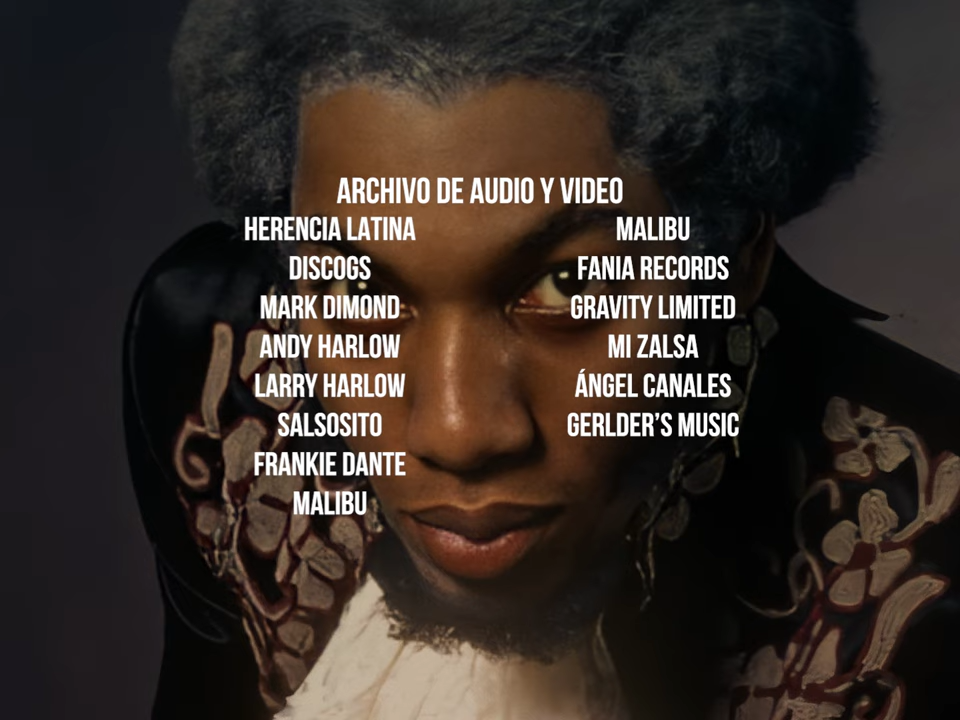 ARCHIVO DE AUDIO Y VIDEO
HERENCIA LATINA
DISCOGS
MARK DIMOND
ANDY HARLOW
LARRY HARLOW
SALSOSITO
FRANKIE DANTE
MALIBU
MALIBU
FANIA RECORDS
GRAVITY LIMITED
MI ZALSA
ÁNGEL CANALES
GERLDER'S MUSIC